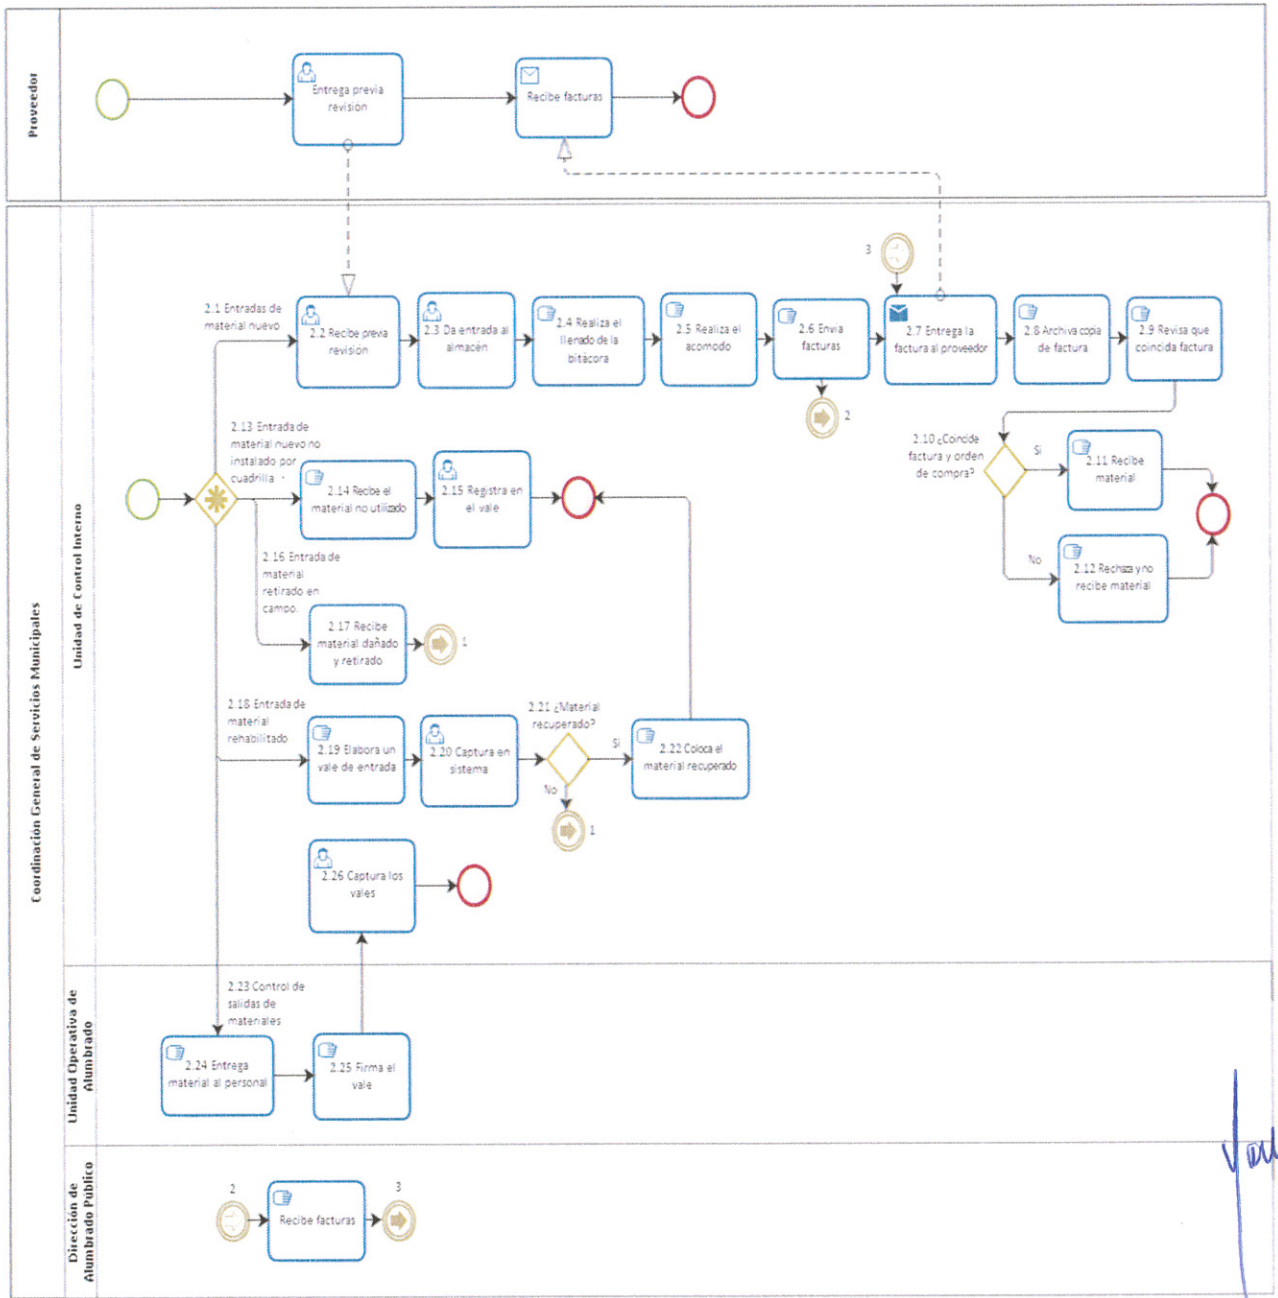 Proveedor
Entrega previa
revisión
Recibe facturas
Coordinación General de Servicios Municipales
Unidad de Control Interno
2.1 Entradas de
material nuevo
2.2 Recibe previa
revisión
2.3 Da entrada al
almacén
2.4 Realiza el
llenado de la
bitácora
2.5 Realiza el
acomodo
2.6 Envía
facturas
2
3
2.7 Entrega la
factura al proveedor
2.8 Archiva copia
de factura
2.9 Revisa que
coincida factura
2.10 ¿Coincide
factura y orden
de compra?
Si
2.11 Recibe
material
No
2.12 Rechaza y no
recibe material
2.13 Entrada de
material nuevo no
instalado por
cuadrilla
2.14 Recibe el
material no utilizado
2.15 Registra en
el vale
2.16 Entrada de
material
retirado en
campo.
2.17 Recibe
material dañado
y retirado
1
2.18 Entrada de
material
rehabilitado
2.19 Elabora un
vale de entrada
2.20 Captura en
sistema
2.21 ¿Material
recuperado?
Si
2.22 Coloca el
material recuperado
No
1
2.26 Captura los
vales
Unidad Operativa de
Alumbrado
2.23 Control de
salidas de
materiales
2.24 Entrega
material al personal
2.25 Firma el
vale
Dirección de
Alumbrado Público
2
Recibe facturas
3